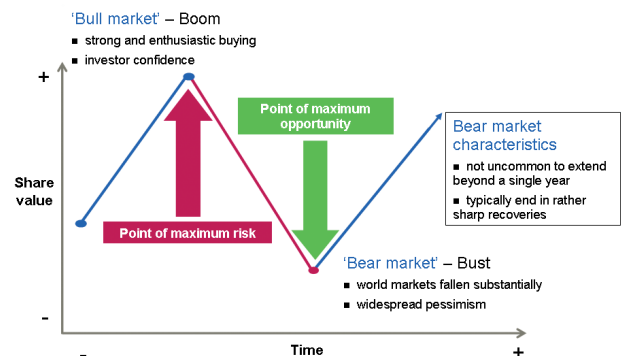 ‘Bull market’ – Boom
■ strong and enthusiastic buying
■ investor confidence
+
Point of maximum
opportunity
Bear market
characteristics
■ not uncommon to extend
beyond a single year
■ typically end in rather
sharp recoveries
Share
value
Point of maximum risk
‘Bear market’ – Bust
■ world markets fallen substantially
■ widespread pessimism
-
- Time +